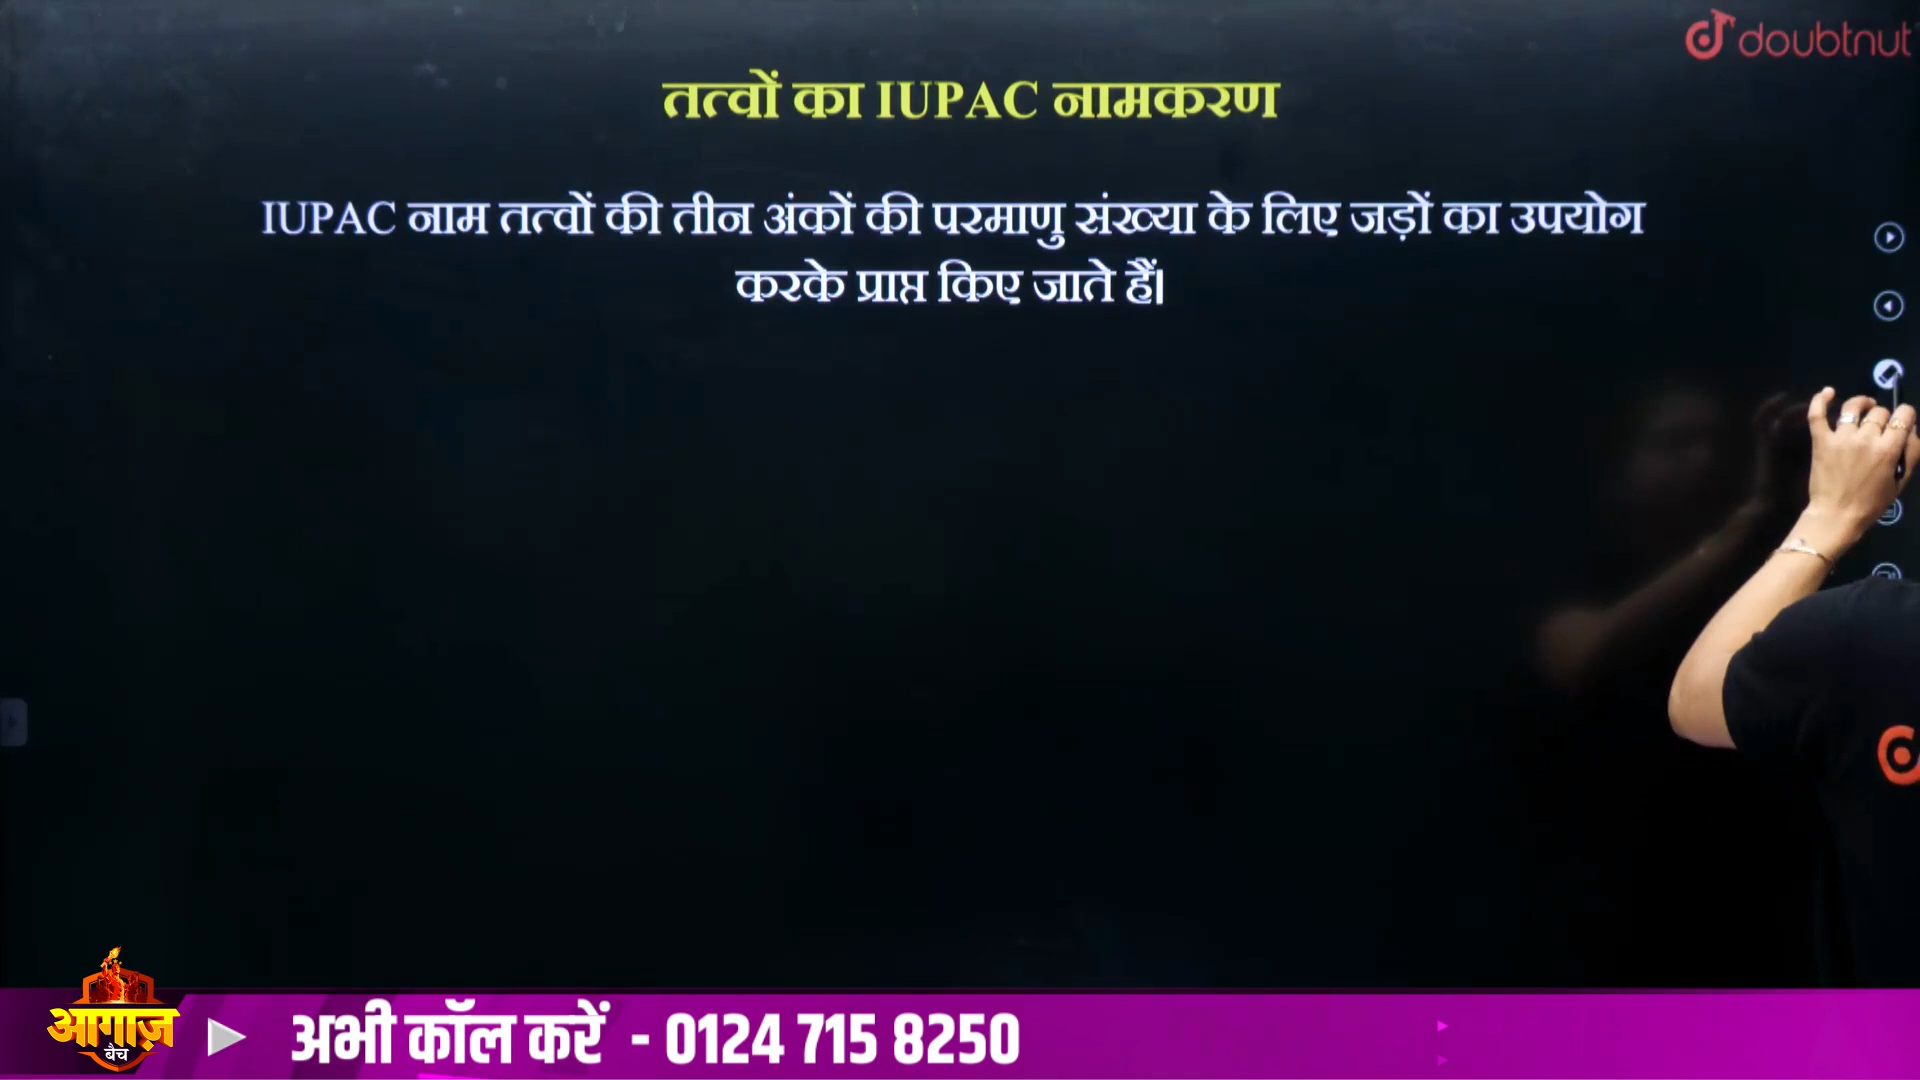 doubtnut
तत्वों का IUPAC नामकरण
IUPAC नाम तत्वों की तीन अंकों की परमाणु संख्या के लिए जड़ों का उपयोग
करके प्राप्त किए जाते हैं।
आगाज़
बैच
अभी कॉल करें - 0124 715 8250